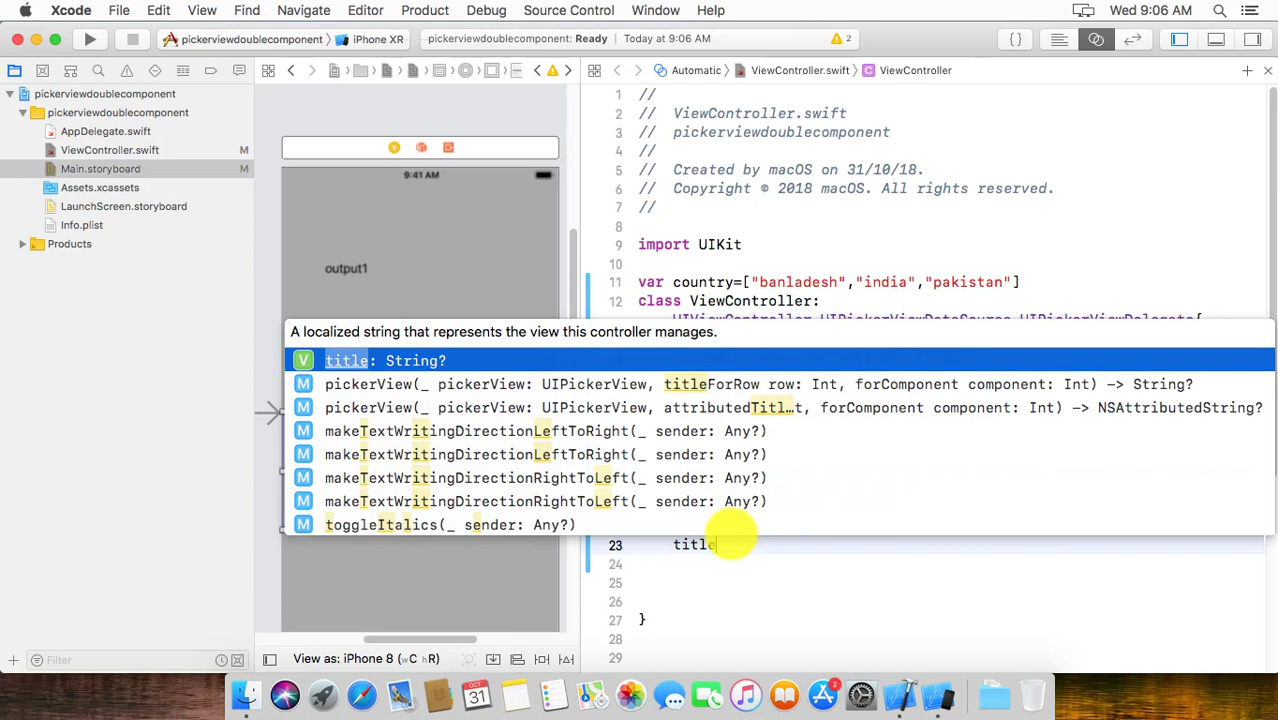 Xcode File Edit View Find Navigate Editor Product Debug Source Control Window Help Wed 9:06 AM
pickerviewdoublecomponent iPhone XR pickerviewdoublecomponent: Ready Today at 9:06 AM 2
Automatic ViewController.swift ViewController
pickerviewdoublecomponent
pickerviewdoublecomponent
AppDelegate.swift
ViewController.swift M
Main.storyboard M
Assets.xcassets
LaunchScreen.storyboard
Info.plist
Products
9:41 AM
output1
1 //
2 // ViewController.swift
3 // pickerviewdoublecomponent
4 //
5 // Created by macOS on 31/10/18.
6 // Copyright © 2018 macOS. All rights reserved.
7 //
8
9 import UIKit
10
11 var country=["banladesh","india","pakistan"]
12 class ViewController:
UIViewController,UIPickerViewDataSource,UIPickerViewDelegate{
A localized string that represents the view this controller manages.
V title: String?
M pickerView(_ pickerView: UIPickerView, titleForRow row: Int, forComponent component: Int) -> String?
M pickerView(_ pickerView: UIPickerView, attributedTitl…t, forComponent component: Int) -> NSAttributedString?
M makeTextWritingDirectionLeftToRight(_ sender: Any?)
M makeTextWritingDirectionLeftToRight(_ sender: Any?)
M makeTextWritingDirectionRightToLeft(_ sender: Any?)
M makeTextWritingDirectionRightToLeft(_ sender: Any?)
M toggleItalics(_ sender: Any?)
23 title
24
25
26
27 }
28
29
Filter
View as: iPhone 8 (wC hR)
OCT
31
2